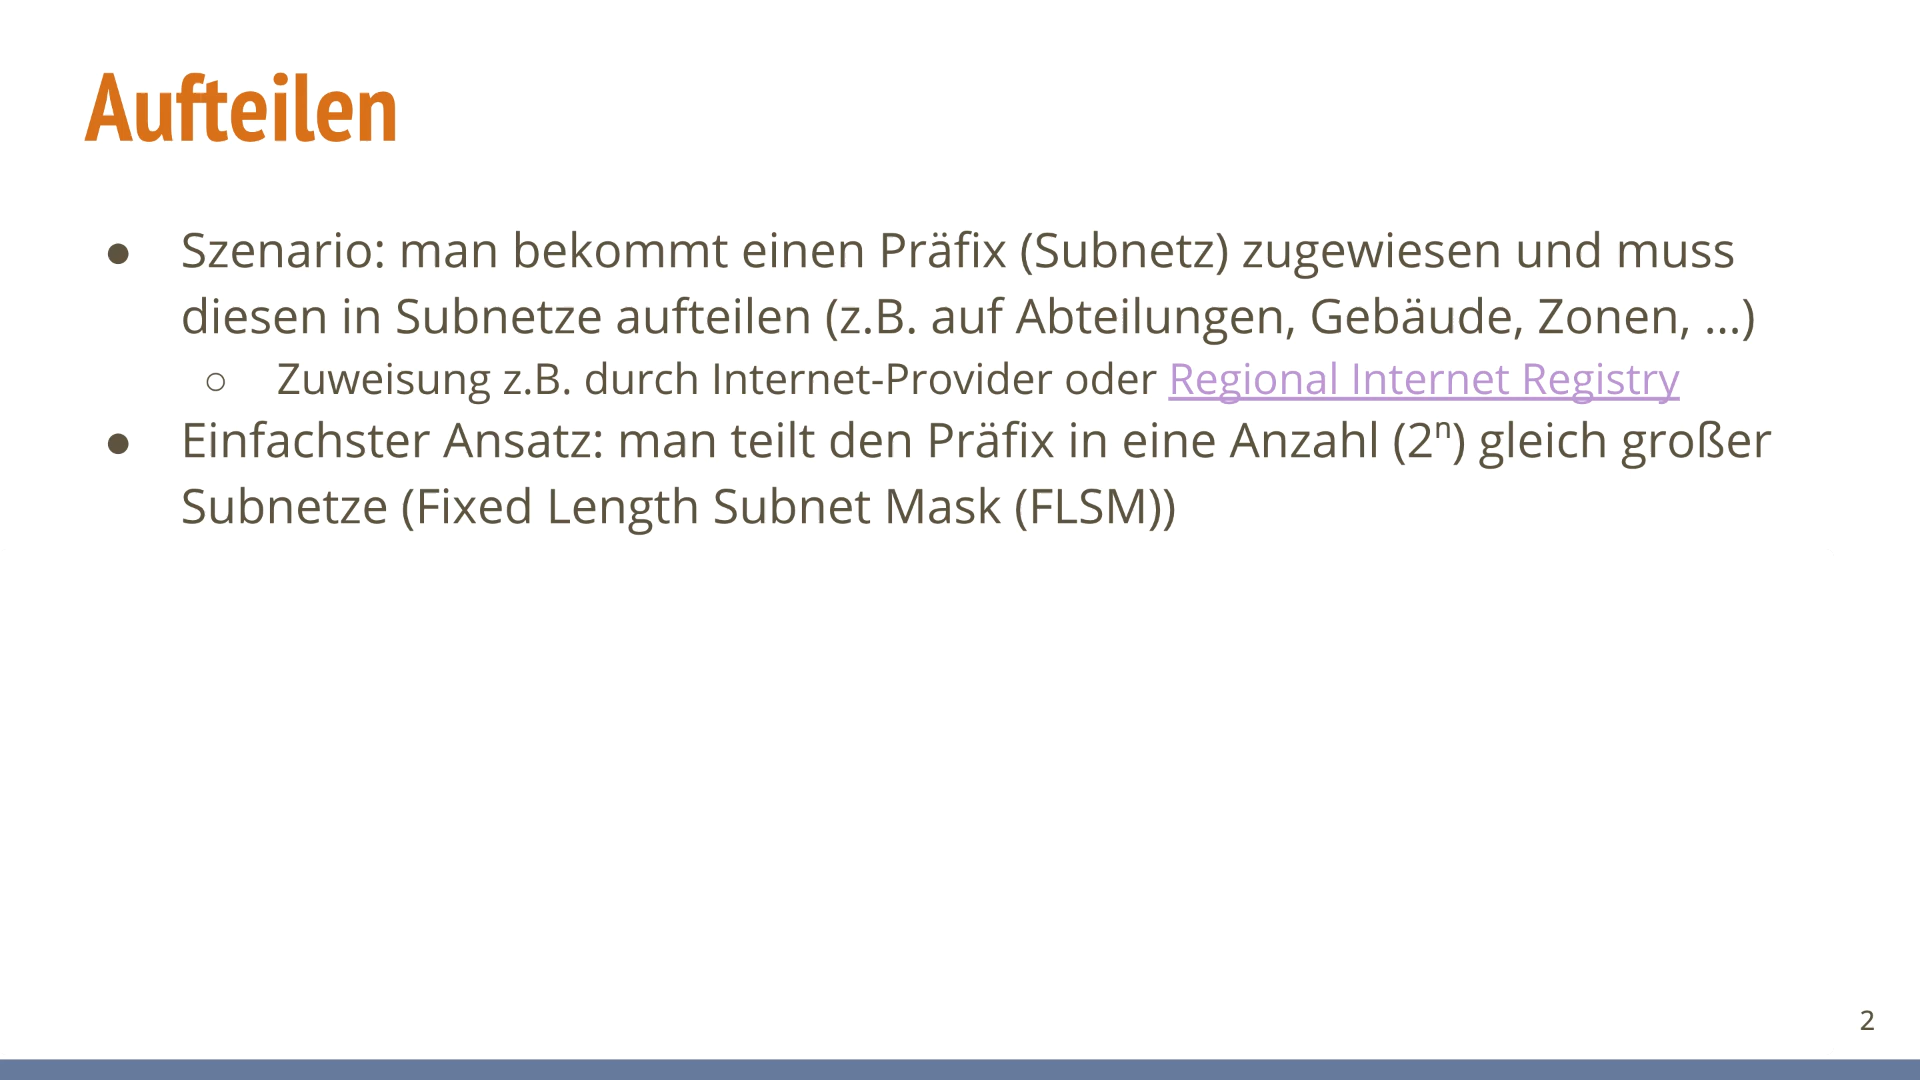 Aufteilen
● Szenario: man bekommt einen Präfix (Subnetz) zugewiesen und muss
diesen in Subnetze aufteilen (z.B. auf Abteilungen, Gebäude, Zonen, ...)
○ Zuweisung z.B. durch Internet-Provider oder Regional Internet Registry
● Einfachster Ansatz: man teilt den Präfix in eine Anzahl (2ⁿ) gleich großer
Subnetze (Fixed Length Subnet Mask (FLSM))
2